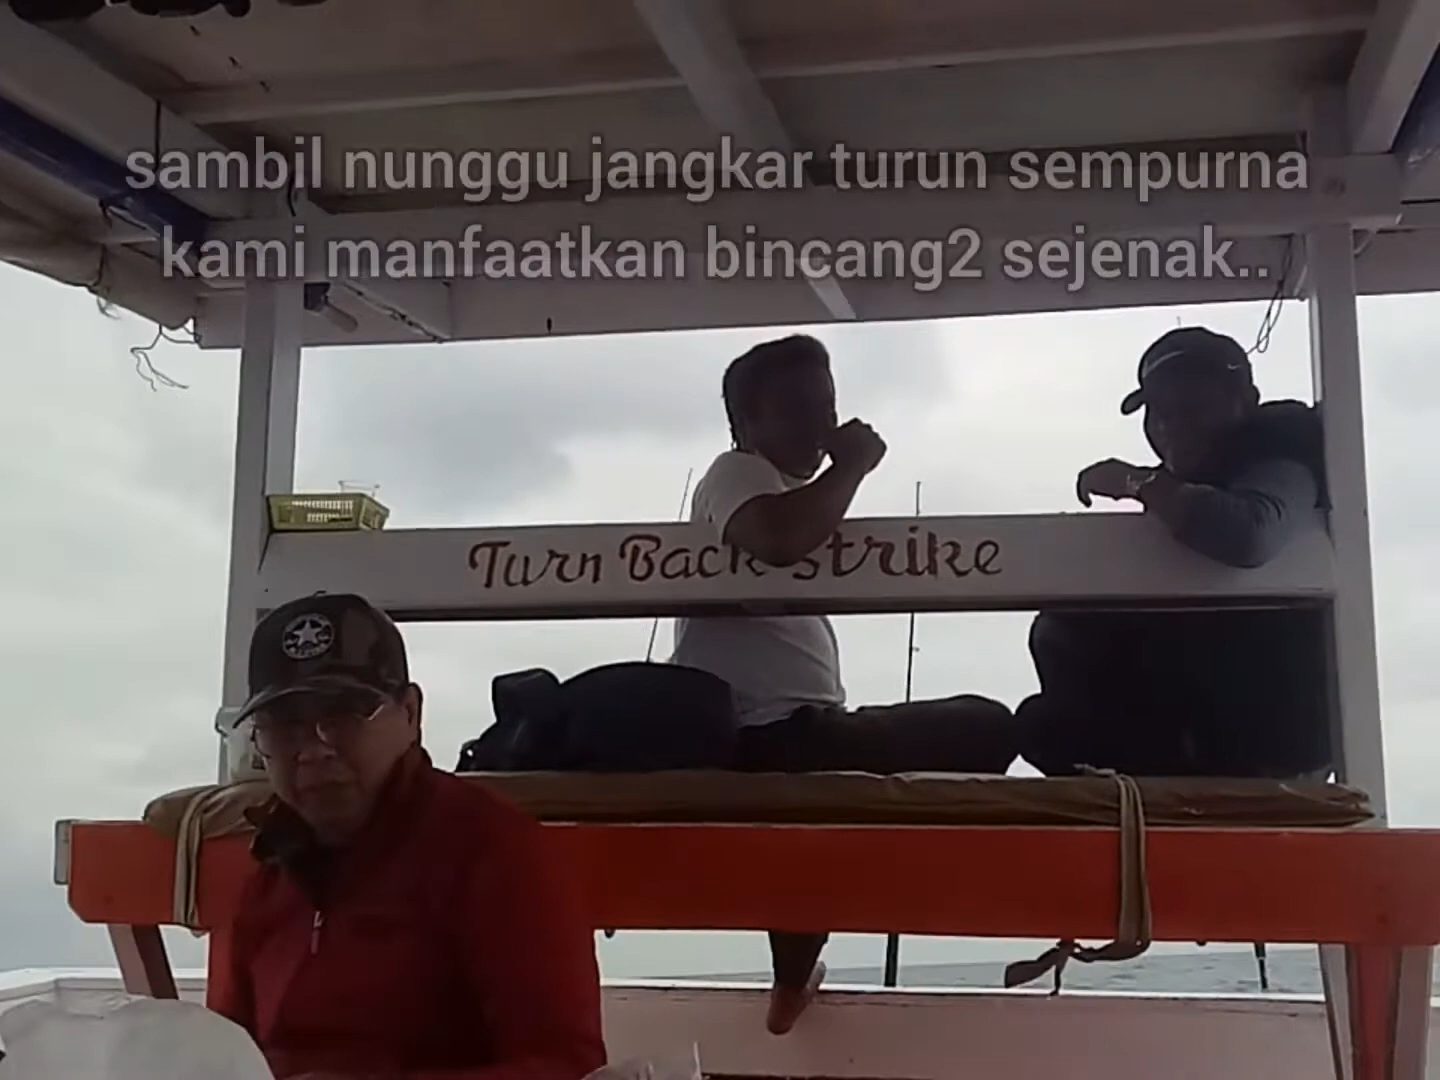 sambil nunggu jangkar turun sempurna
kami manfaatkan bincang2 sejenak..
Turn Back Strike